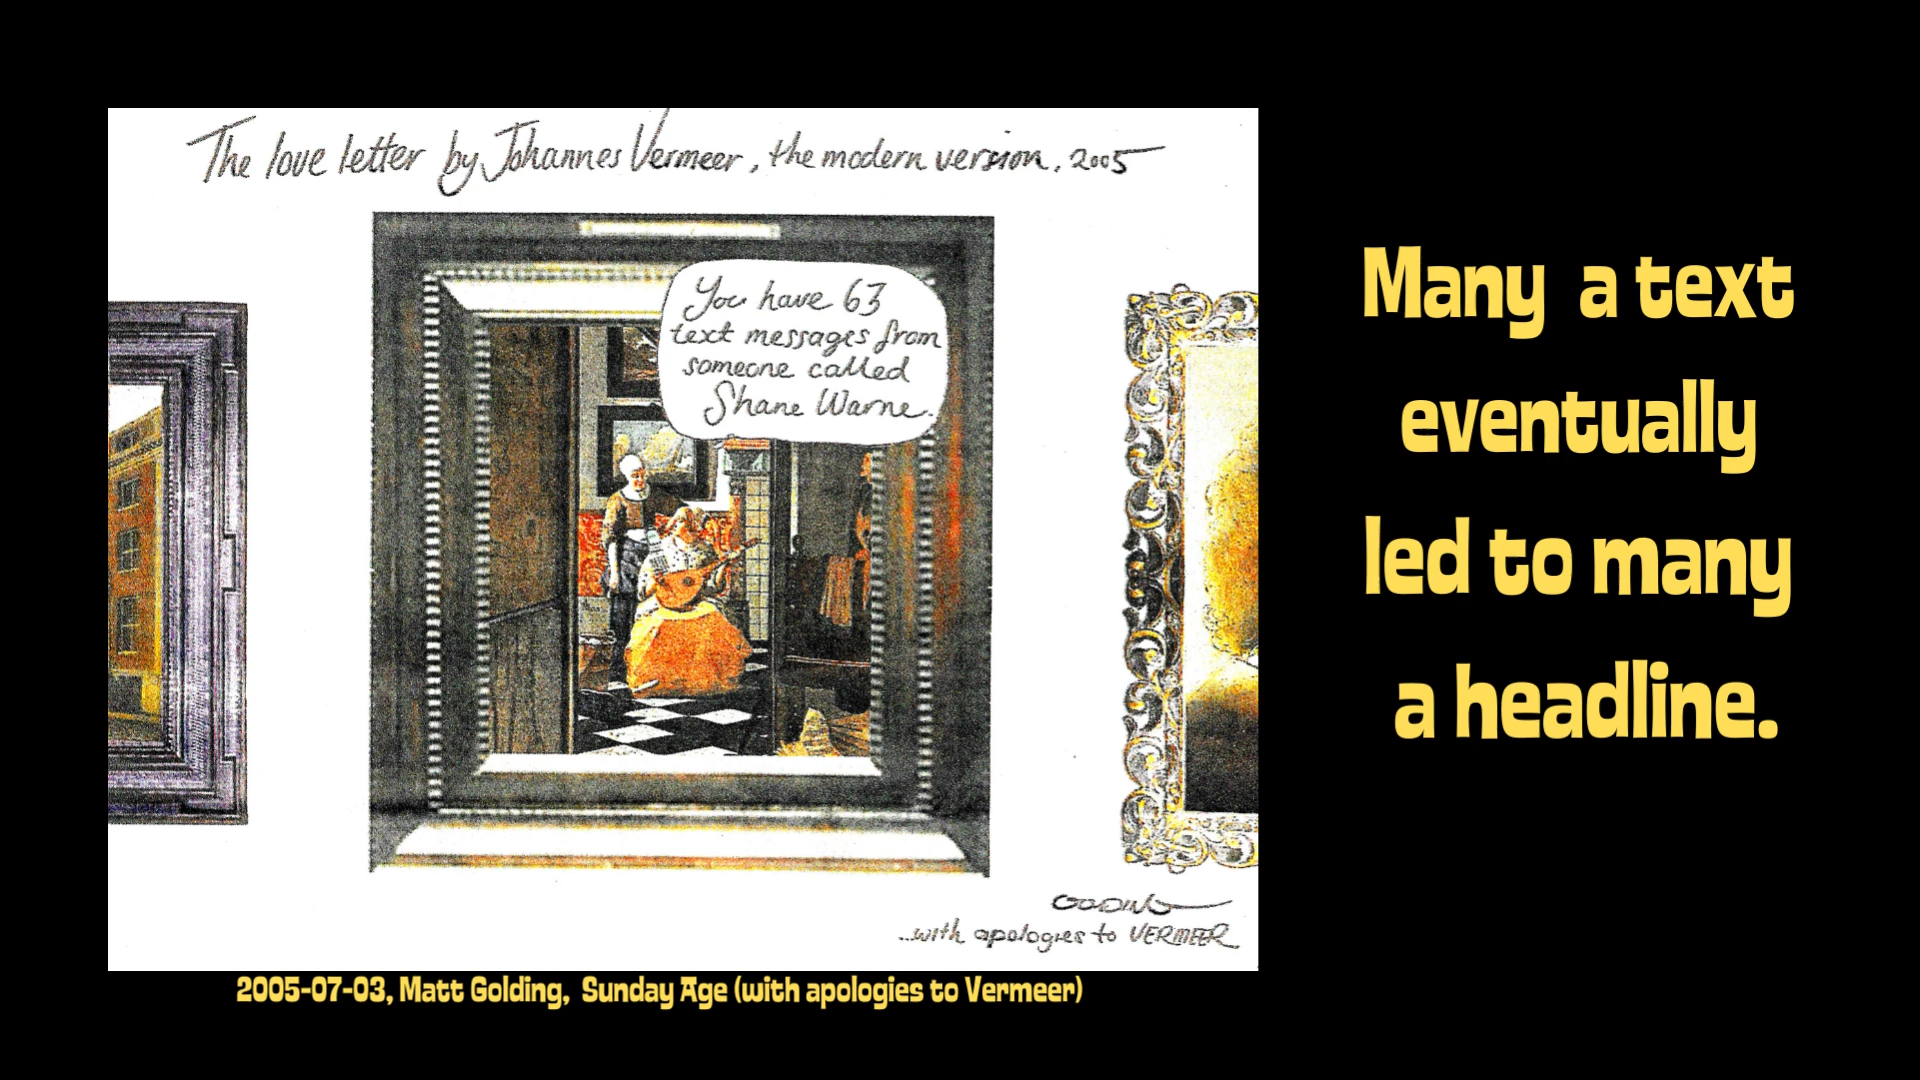 The love letter by Johannes Vermeer, the modern version, 2005
You have 63
text messages from
someone called
Shane Warne.
GOLDING
...with apologies to VERMEER
2005-07-03, Matt Golding, Sunday Age (with apologies to Vermeer)
Many a text
eventually
led to many
a headline.